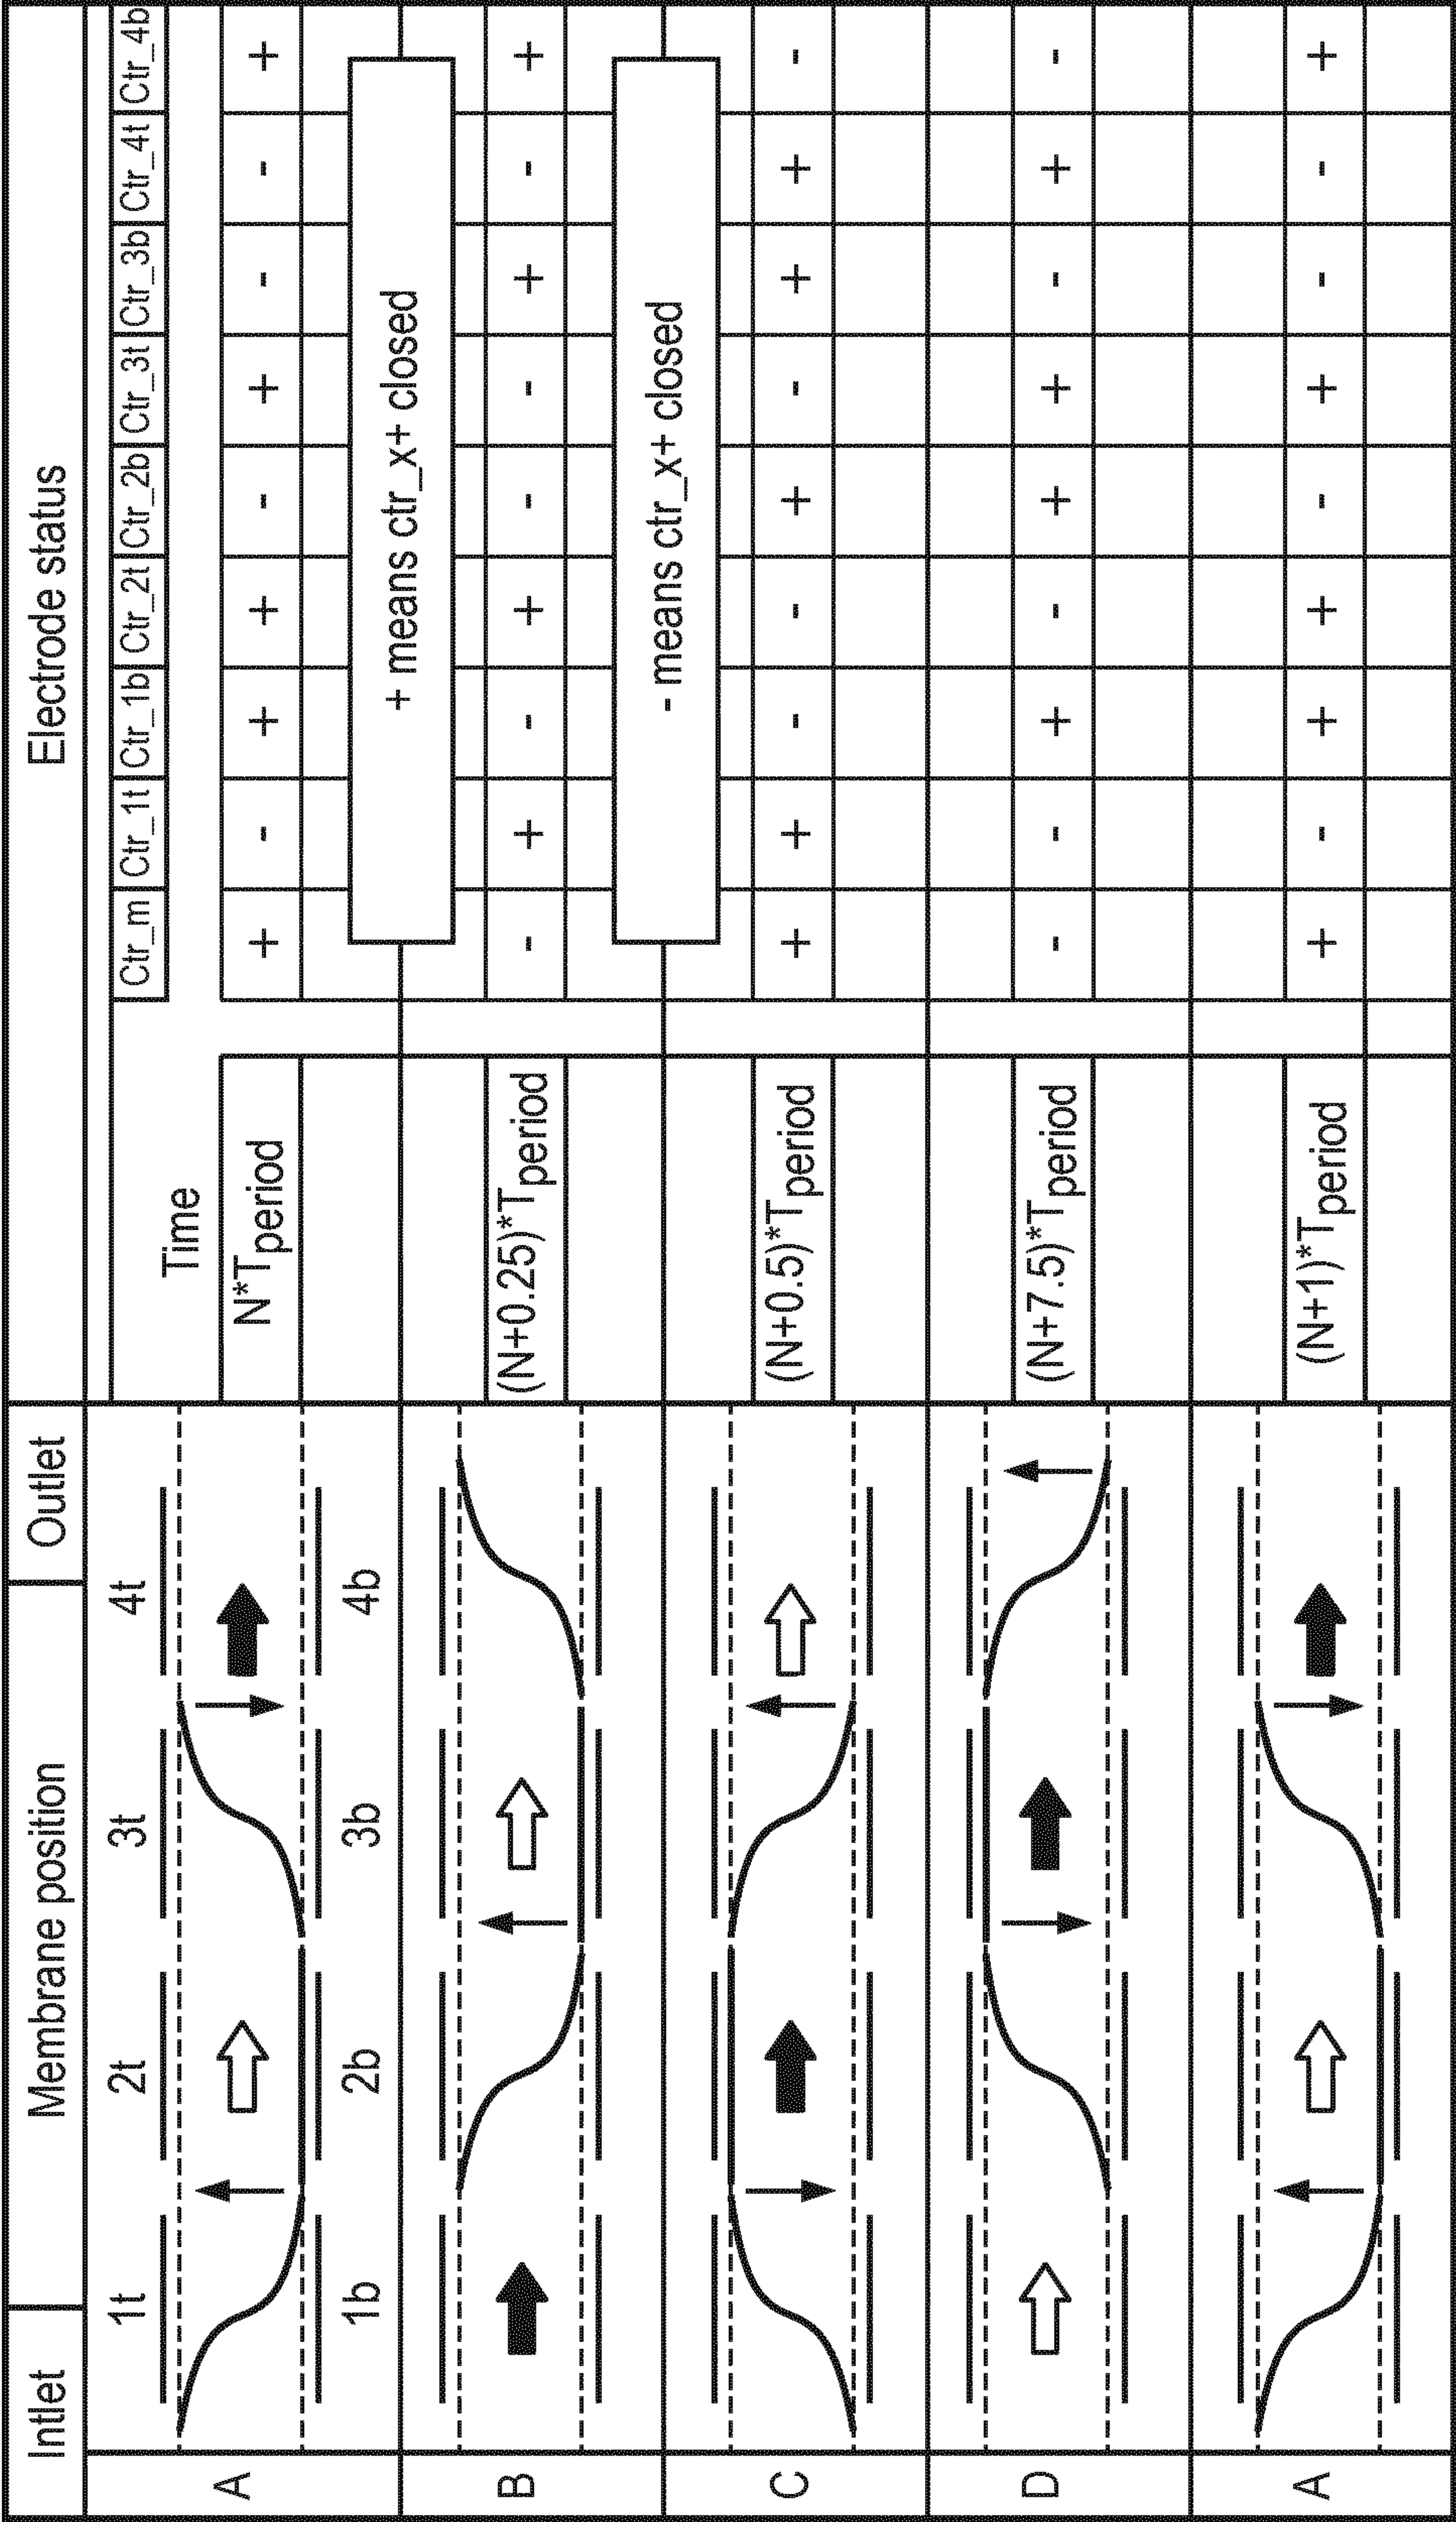 Intlet Membrane position Outlet Electrode status
1t 2t 3t 4t Time Ctr_m Ctr_1t Ctr_1b Ctr_2t Ctr_2b Ctr_3t Ctr_3b Ctr_4t Ctr_4b
A N*Tperiod + - + + - + - - +
1b 2b 3b 4b
+ means ctr_x+ closed
B (N+0.25)*Tperiod - + - + - - + - +
- means ctr_x+ closed
C (N+0.5)*Tperiod + + - - + - + + -
D (N+7.5)*Tperiod - - + - + + - + -
A (N+1)*Tperiod + - + + - + - - +